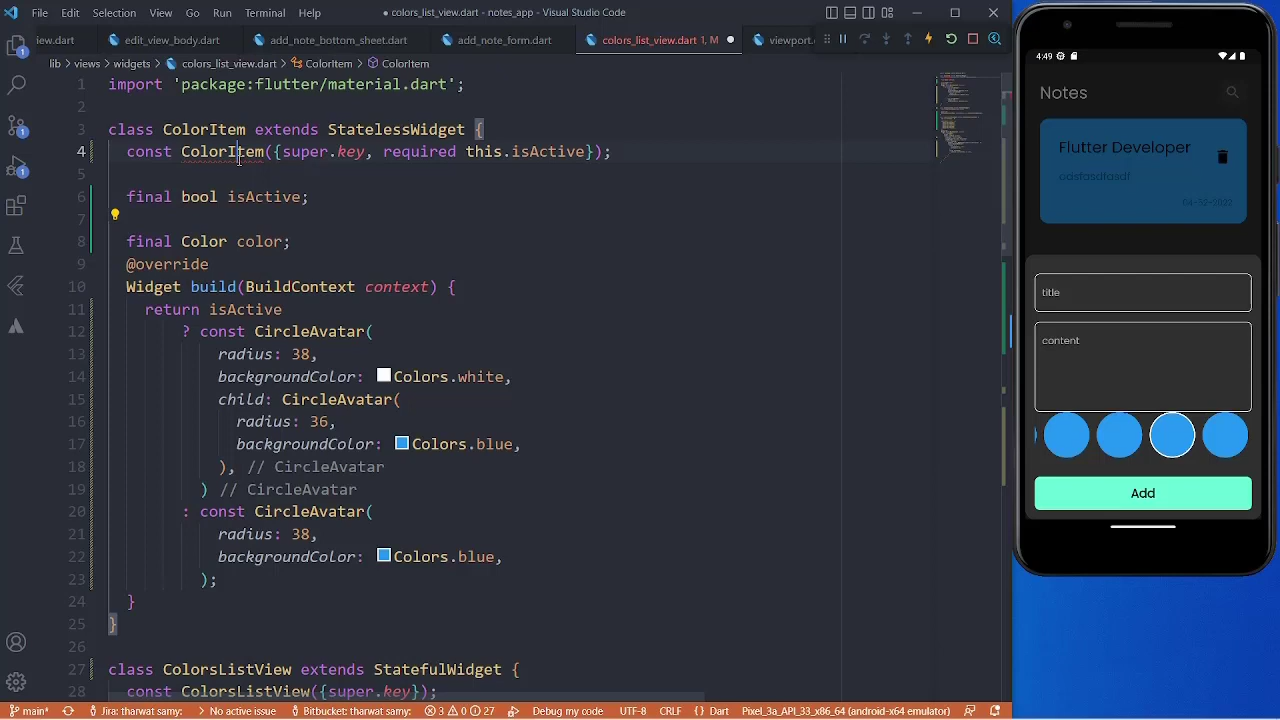 File Edit Selection View Go Run Terminal Help
● colors_list_view.dart - notes_app - Visual Studio Code
iew.dart
edit_view_body.dart
add_note_bottom_sheet.dart
add_note_form.dart
colors_list_view.dart 1, M ●
viewport.
lib > views > widgets > colors_list_view.dart > ColorItem > ColorItem
1 import 'package:flutter/material.dart';
2
3 class ColorItem extends StatelessWidget {
4 const ColorItem({super.key, required this.isActive});
5
6 final bool isActive;
7
8 final Color color;
9 @override
10 Widget build(BuildContext context) {
11 return isActive
12 ? const CircleAvatar(
13 radius: 38,
14 backgroundColor: Colors.white,
15 child: CircleAvatar(
16 radius: 36,
17 backgroundColor: Colors.blue,
18 ), // CircleAvatar
19 ) // CircleAvatar
20 : const CircleAvatar(
21 radius: 38,
22 backgroundColor: Colors.blue,
23 );
24 }
25 }
26
27 class ColorsListView extends StatefulWidget {
28 const ColorsListView({super.key});
1
1
1
main*
Jira: tharwat samy:
No active issue
Bitbucket: tharwat samy:
3 0 27
Debug my code
UTF-8
CRLF
{} Dart
Pixel_3a_API_33_x86_64 (android-x64 emulator)
4:49
Notes
Flutter Developer
adsfasdfasdf
title
content
Add